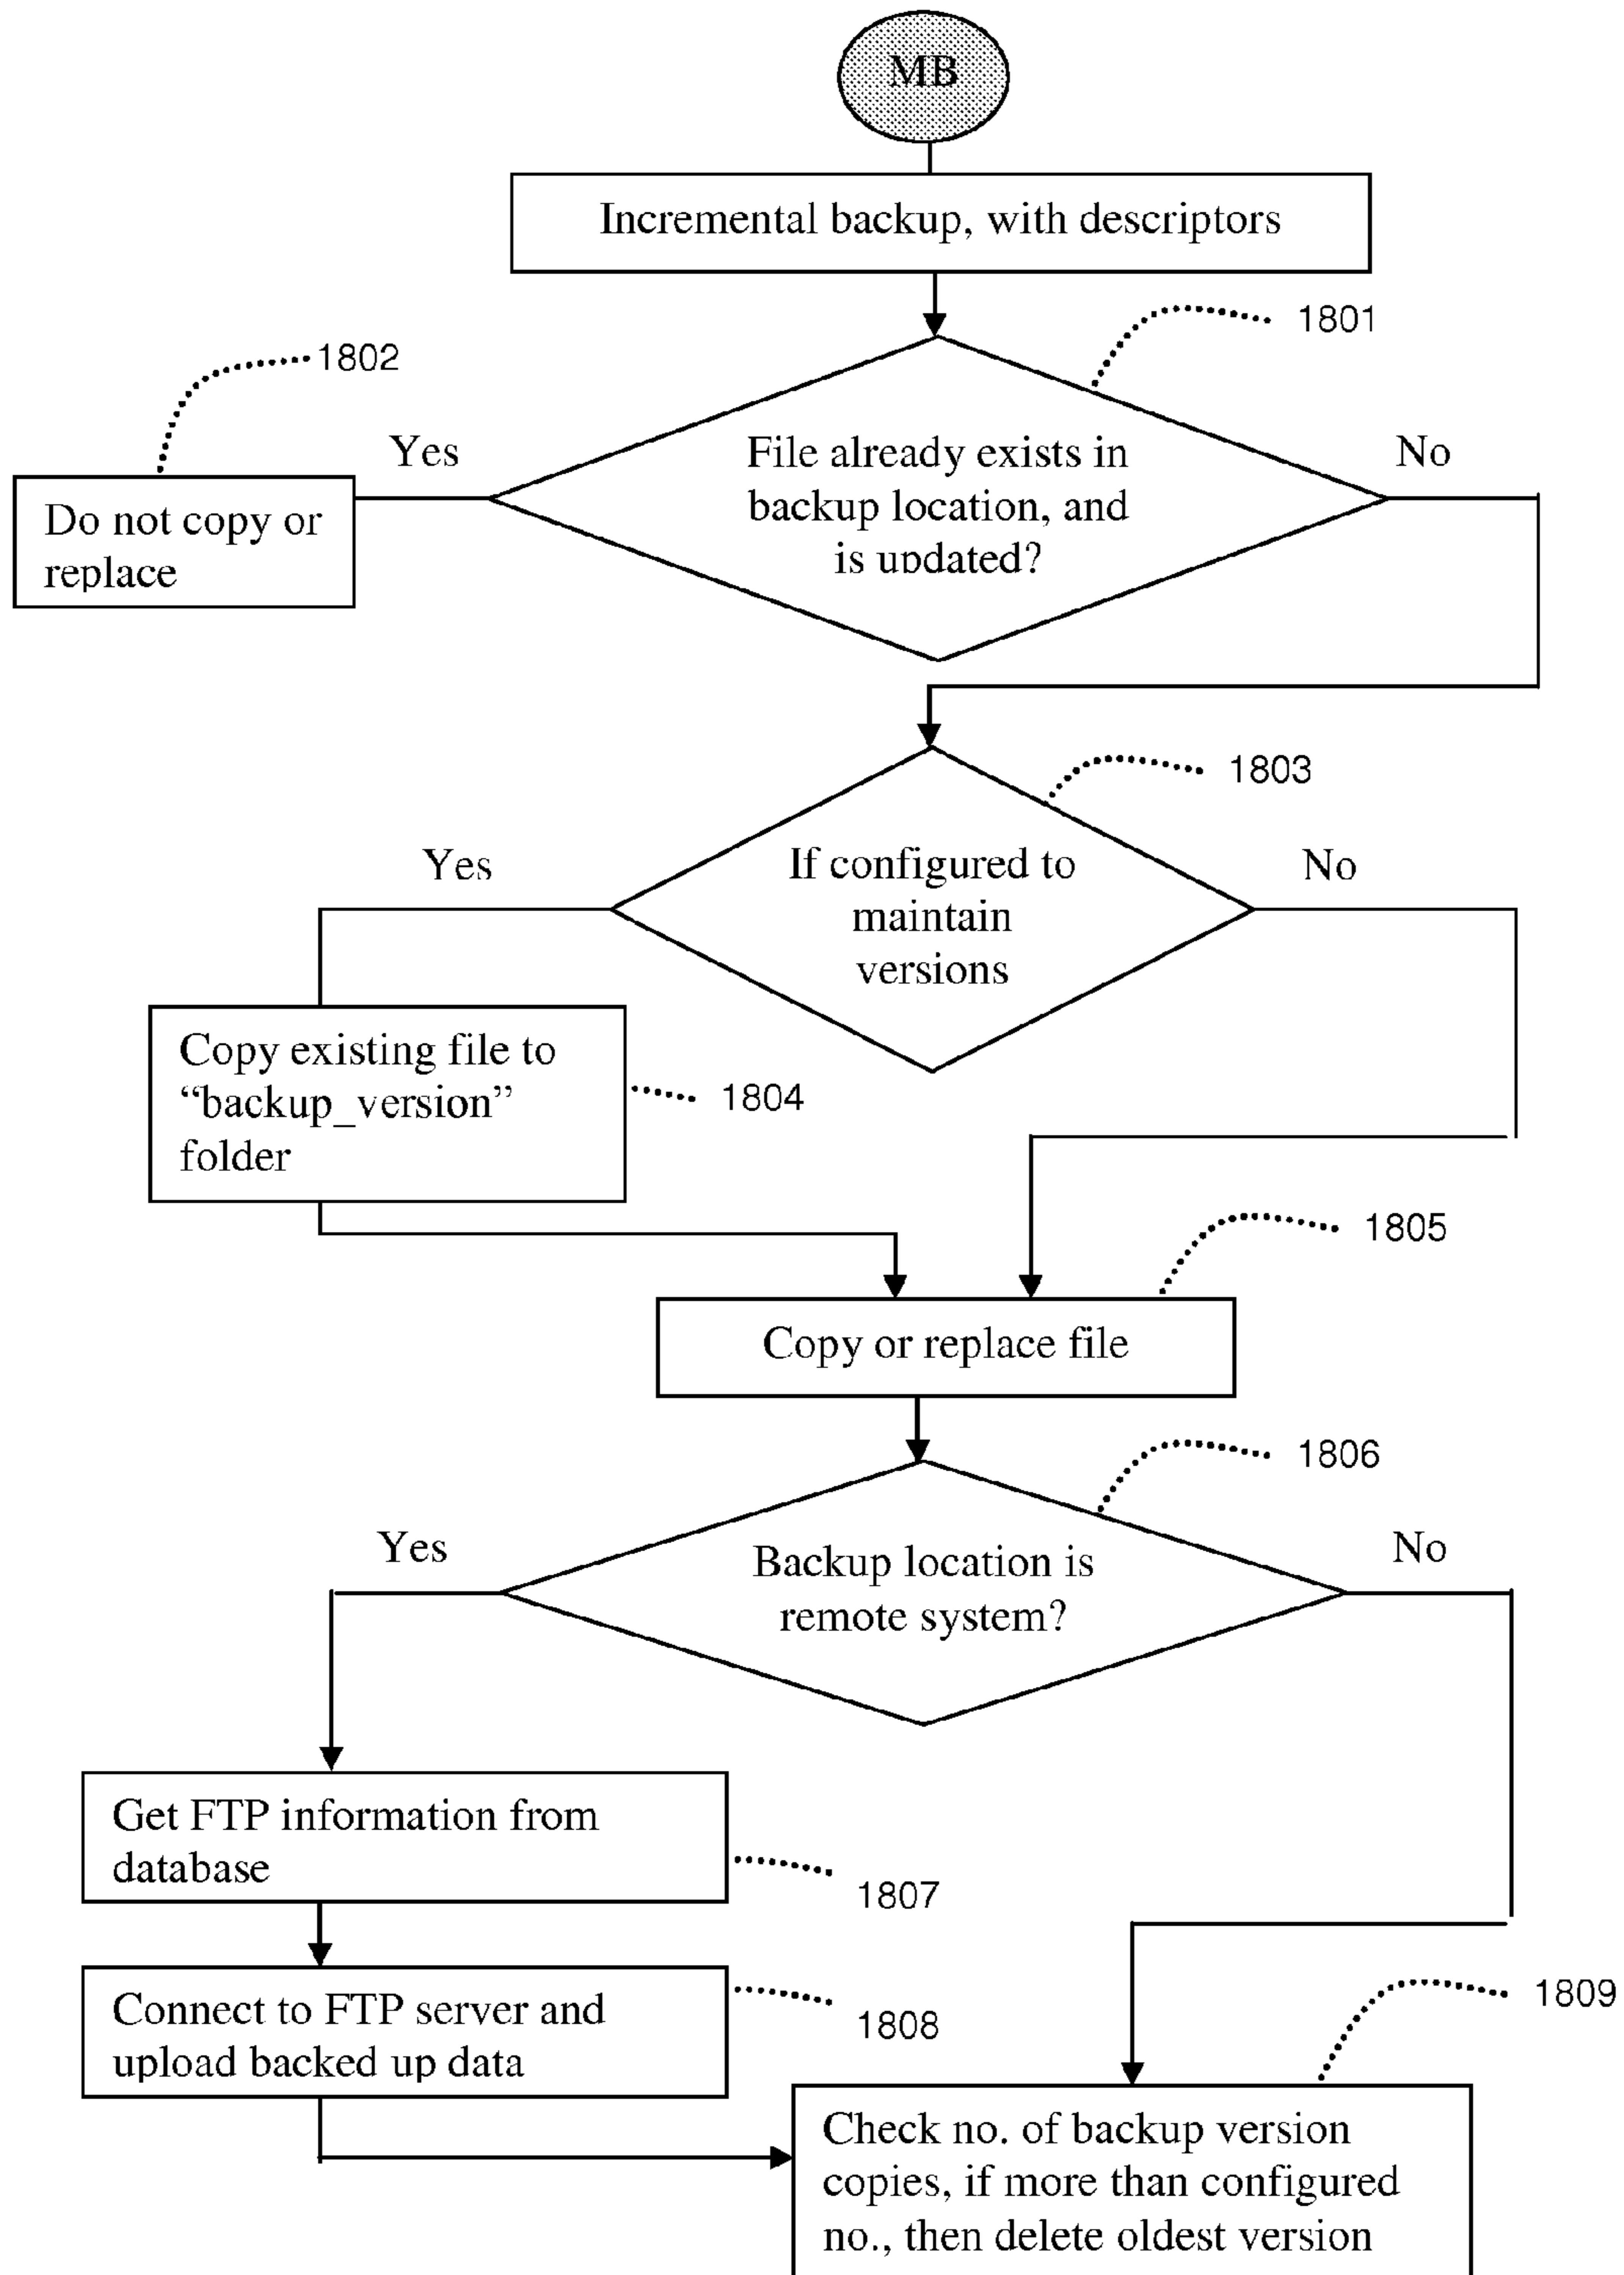 MB
Incremental backup, with descriptors
1801
1802
Yes
No
File already exists in
backup location, and
is updated?
Do not copy or
replace
1803
Yes
No
If configured to
maintain
versions
Copy existing file to
“backup_version”
folder
1804
1805
Copy or replace file
1806
Yes
No
Backup location is
remote system?
Get FTP information from
database
1807
Connect to FTP server and
upload backed up data
1808
1809
Check no. of backup version
copies, if more than configured
no., then delete oldest version